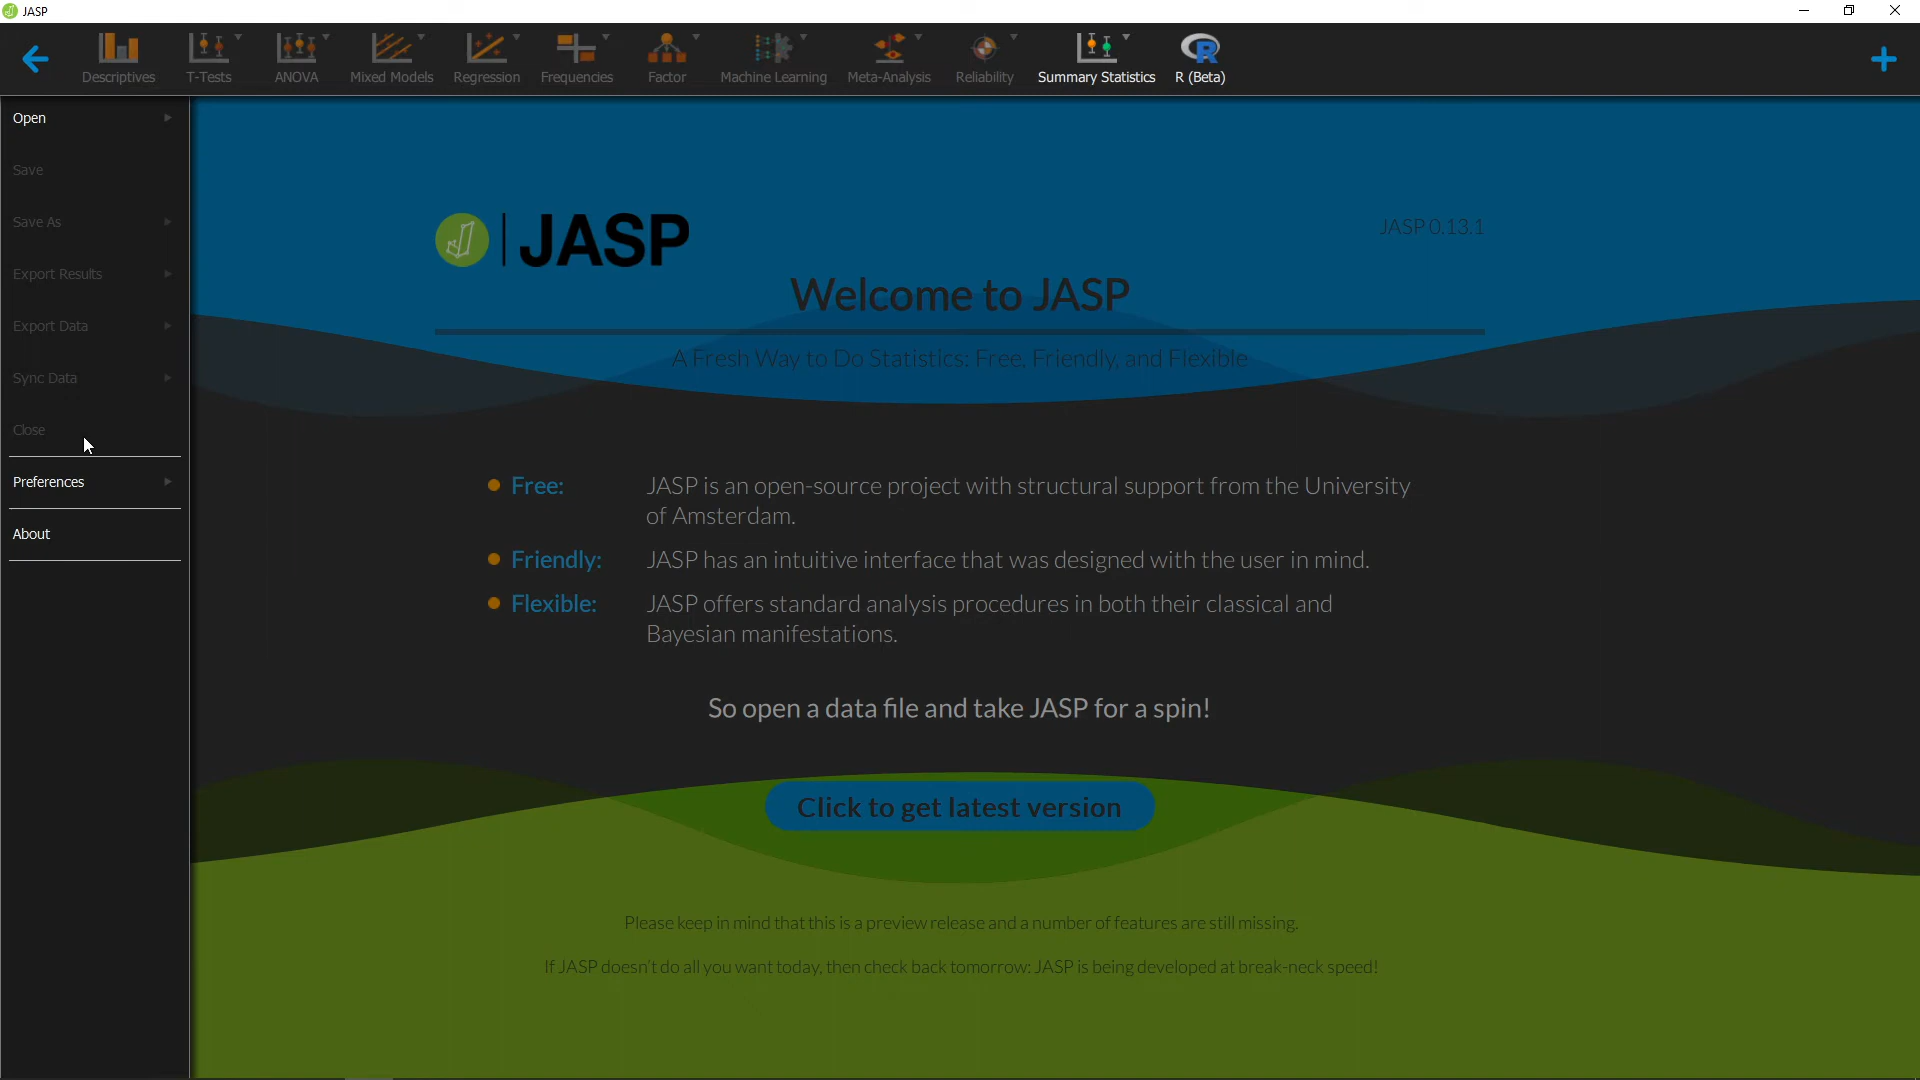 JASP
Descriptives
T-Tests
ANOVA
Mixed Models
Regression
Frequencies
Factor
Machine Learning
Meta-Analysis
Reliability
Summary Statistics
R (Beta)
Open
Save
Save As
Export Results
Export Data
Sync Data
Close
Preferences
About
JASP
JASP 0.13.1
Welcome to JASP
A Fresh Way to Do Statistics: Free, Friendly, and Flexible
Free: JASP is an open-source project with structural support from the University
of Amsterdam.
Friendly: JASP has an intuitive interface that was designed with the user in mind.
Flexible: JASP offers standard analysis procedures in both their classical and
Bayesian manifestations.
So open a data file and take JASP for a spin!
Click to get latest version
Please keep in mind that this is a preview release and a number of features are still missing.
If JASP doesn't do all you want today, then check back tomorrow: JASP is being developed at break-neck speed!